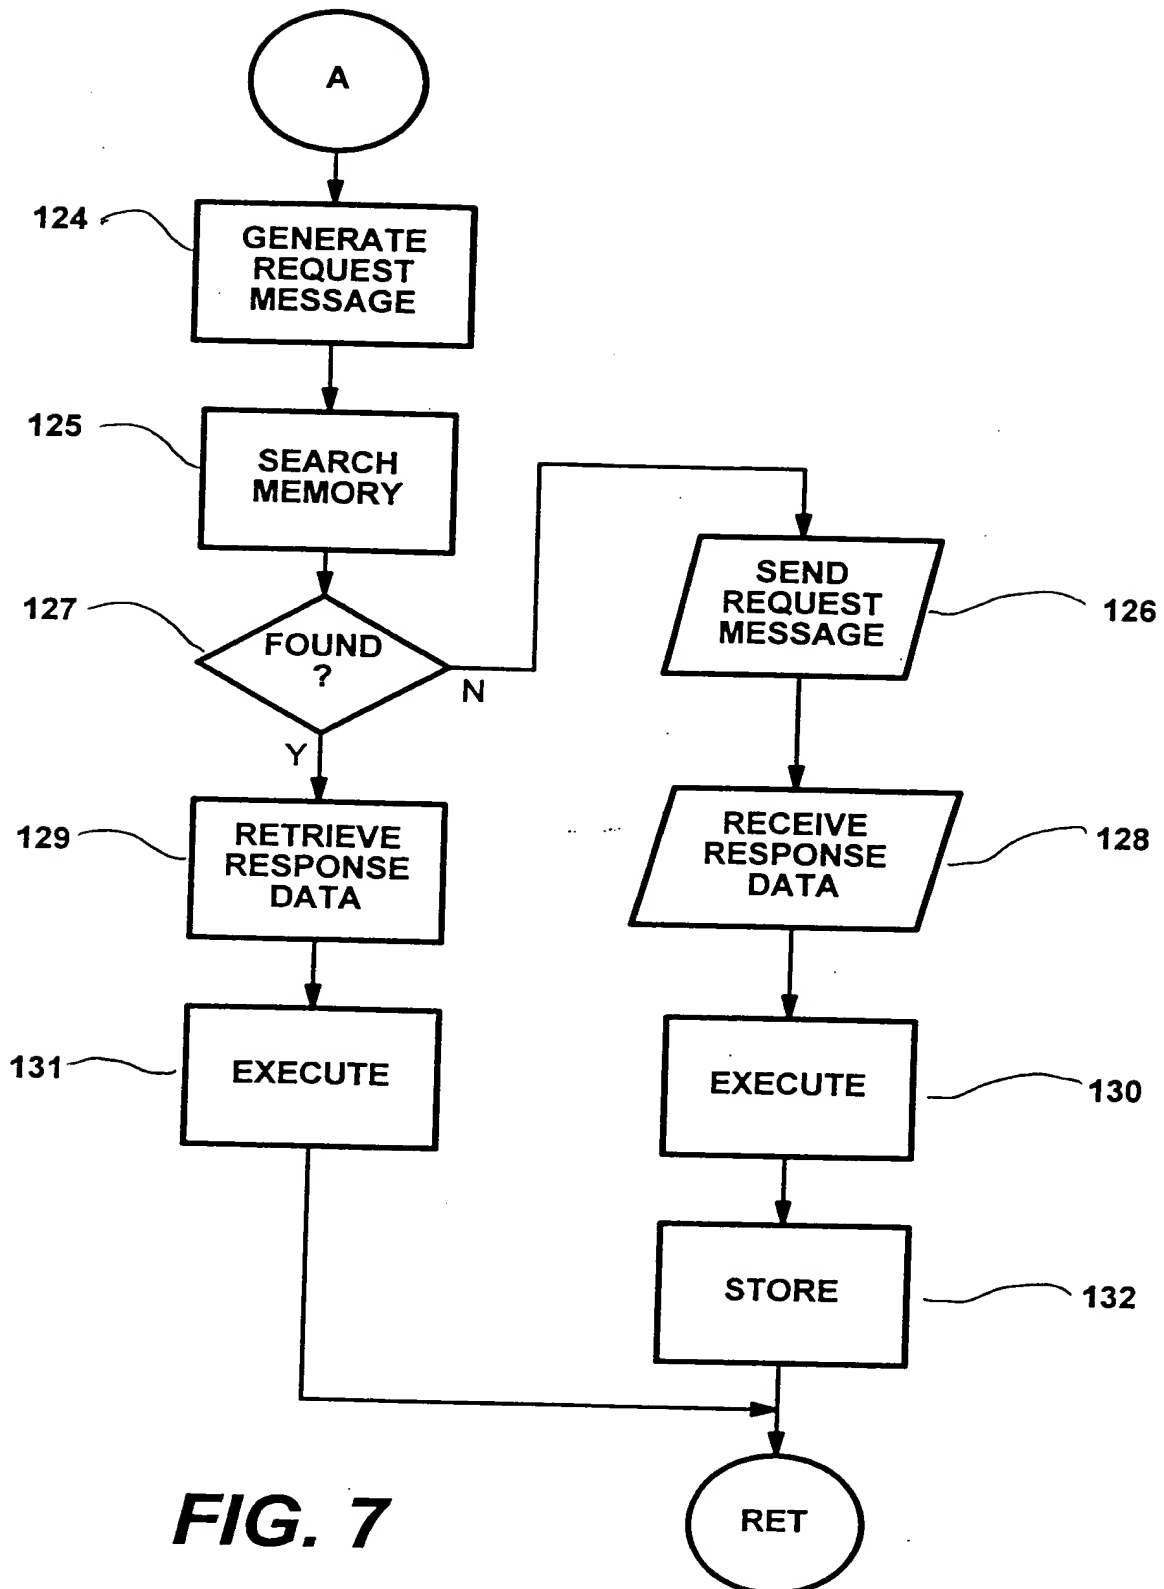 A
124
GENERATE
REQUEST
MESSAGE
125
SEARCH
MEMORY
127
FOUND
?
N
Y
SEND
REQUEST
MESSAGE
126
129
RETRIEVE
RESPONSE
DATA
RECEIVE
RESPONSE
DATA
128
131
EXECUTE
EXECUTE
130
STORE
132
RET
FIG. 7